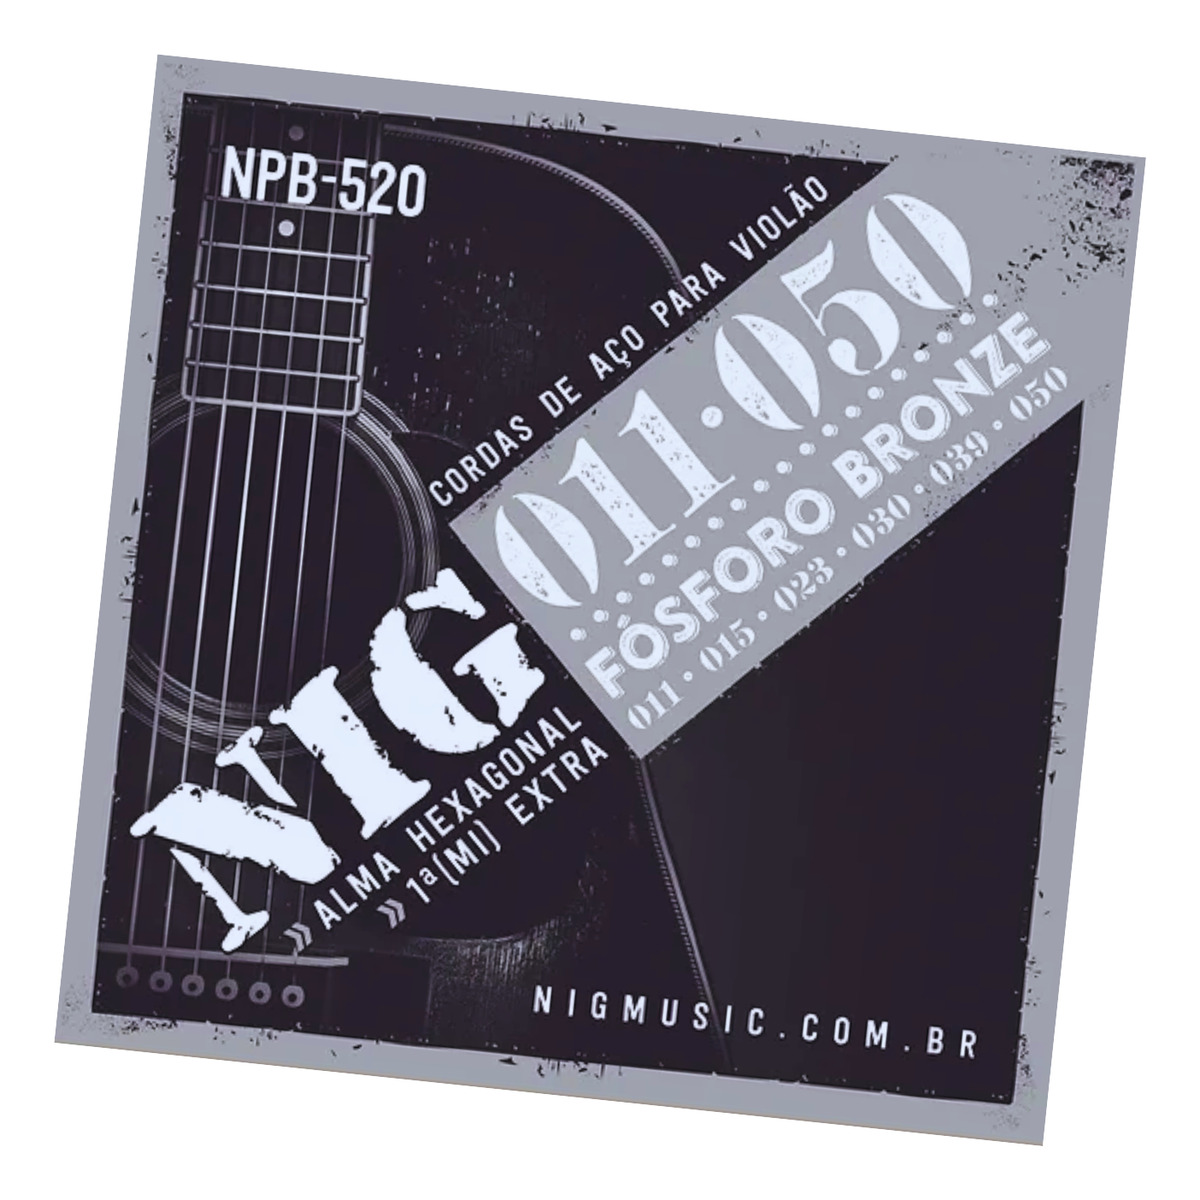 NPB-520
CORDAS DE AÇO PARA VIOLÃO
011·050
FÓSFORO BRONZE
011 · 015 · 023 · 030 · 039 · 050
NIG
» ALMA HEXAGONAL
» 1ª(MI) EXTRA
NIGMUSIC.COM.BR